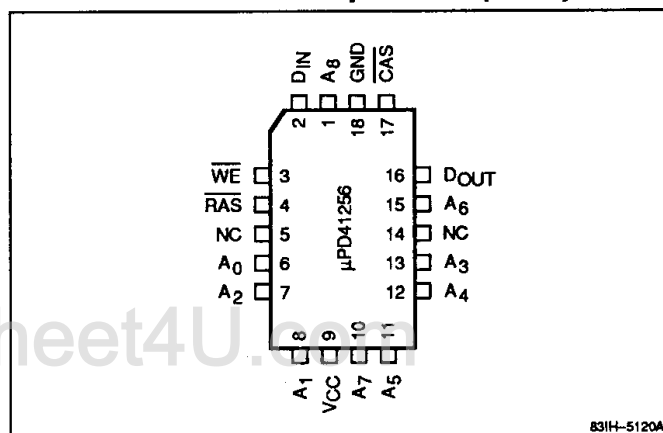 DIN A8 GND CAS
2 1 18 17
WE 3 16 DOUT
RAS 4 15 A6
NC 5 14 NC
A0 6 13 A3
A2 7 12 A4
μPD41256
8 9 10 11
A1 VCC A7 A5
heet4U.com
83IH-5120A